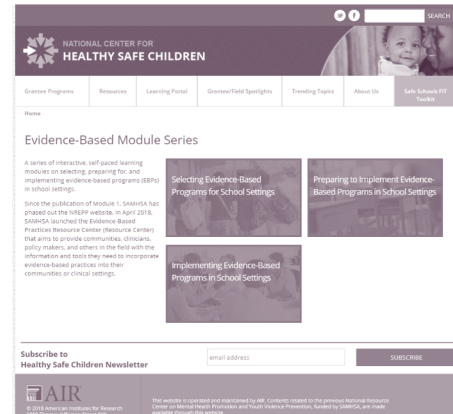 SEARCH
NATIONAL CENTER FOR
HEALTHY SAFE CHILDREN
Grantee Programs
Resources
Learning Portal
Grantee/Field Spotlights
Trending Topics
About Us
Safe Schools FIT
Toolkit
Home
Evidence-Based Module Series
A series of interactive, self-paced learning
modules on selecting, preparing for, and
implementing evidence-based programs (EBPs)
in school settings.
Since the publication of Module 1, SAMHSA has
phased out the NREPP website. In April 2018,
SAMHSA launched the Evidence-Based
Practices Resource Center (Resource Center)
that aims to provide communities, clinicians,
policy makers, and others in the field with the
information and tools they need to incorporate
evidence-based practices into their
communities or clinical settings.
Selecting Evidence-Based
Programs for School Settings
Preparing to Implement Evidence-
Based Programs in School Settings
Implementing Evidence-Based
Programs in School Settings
Subscribe to
Healthy Safe Children Newsletter
email address
SUBSCRIBE
AIR
© 2018 American Institutes for Research
This website is operated and maintained by AIR. Contents related to the previous National Resource
Center on Mental Health Promotion and Youth Violence Prevention, funded by SAMHSA, are made
available through this website.